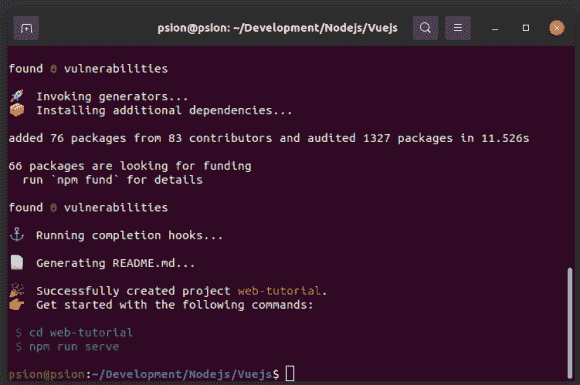 psion@psion: ~/Development/Nodejs/Vuejs
found 0 vulnerabilities
Invoking generators...
Installing additional dependencies...
added 76 packages from 83 contributors and audited 1327 packages in 11.526s
66 packages are looking for funding
run `npm fund` for details
found 0 vulnerabilities
Running completion hooks...
Generating README.md...
Successfully created project web-tutorial.
Get started with the following commands:
$ cd web-tutorial
$ npm run serve
psion@psion:~/Development/Nodejs/Vuejs$